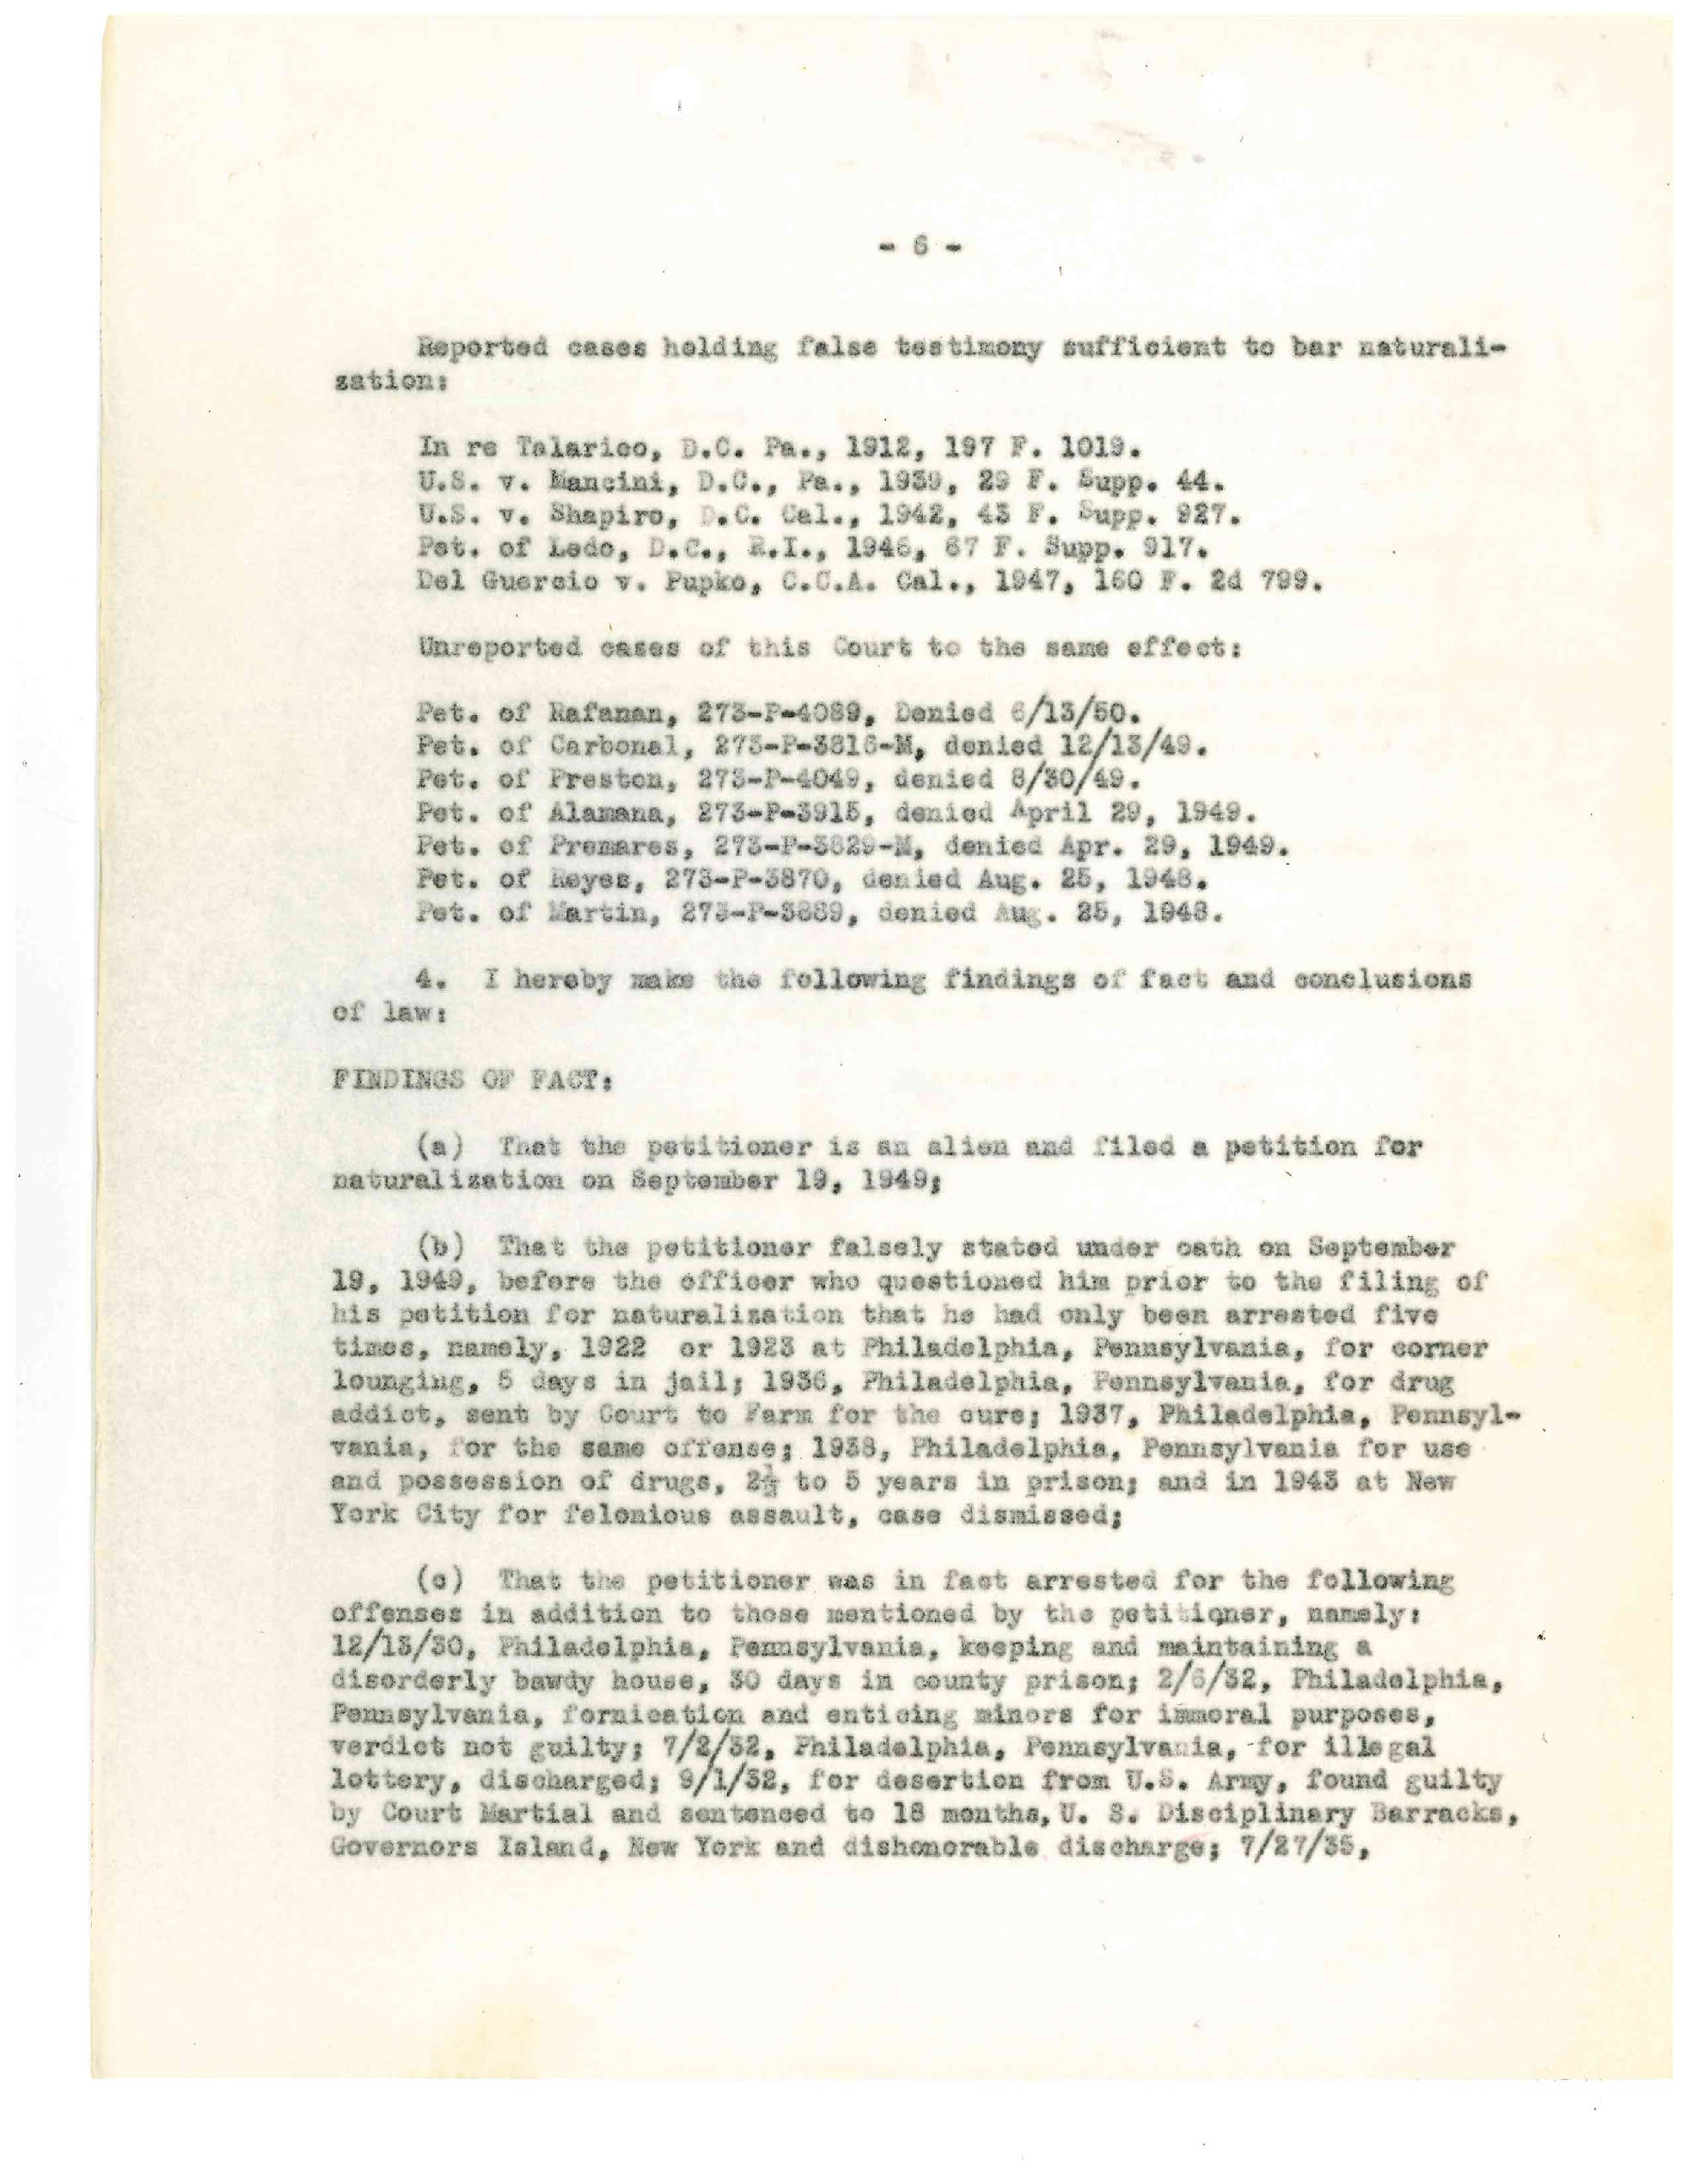 - 6 -
Reported cases holding false testimony sufficient to bar naturali-
zation:
In re Talarico, D.C. Pa., 1912, 197 F. 1019.
U.S. v. Mancini, D.C., Pa., 1939, 29 F. Supp. 44.
U.S. v. Shapiro, D.C. Cal., 1942, 43 F. Supp. 927.
Pet. of Ledo, D.C., R.I., 1946, 67 F. Supp. 917.
Del Guercio v. Pupko, C.C.A. Cal., 1947, 160 F. 2d 799.
Unreported cases of this Court to the same effect:
Pet. of Rafanan, 273-P-4089, Denied 6/13/50.
Pet. of Carbonal, 273-P-3816-M, denied 12/13/49.
Pet. of Preston, 273-P-4049, denied 8/30/49.
Pet. of Alamana, 273-P-3915, denied April 29, 1949.
Pet. of Premares, 273-P-3829-M, denied Apr. 29, 1949.
Pet. of Reyes, 273-P-3870, denied Aug. 25, 1948.
Pet. of Martin, 273-P-3889, denied Aug. 25, 1948.
4. I hereby make the following findings of fact and conclusions
of law:
FINDINGS OF FACT:
(a) That the petitioner is an alien and filed a petition for
naturalization on September 19, 1949;
(b) That the petitioner falsely stated under oath on September
19, 1949, before the officer who questioned him prior to the filing of
his petition for naturalization that he had only been arrested five
times, namely, 1922 or 1923 at Philadelphia, Pennsylvania, for corner
lounging, 5 days in jail; 1936, Philadelphia, Pennsylvania, for drug
addict, sent by Court to Farm for the cure; 1937, Philadelphia, Pennsyl-
vania, for the same offense; 1938, Philadelphia, Pennsylvania for use
and possession of drugs, 2½ to 5 years in prison; and in 1943 at New
York City for felonious assault, case dismissed;
(c) That the petitioner was in fact arrested for the following
offenses in addition to those mentioned by the petitioner, namely:
12/13/30, Philadelphia, Pennsylvania, keeping and maintaining a
disorderly bawdy house, 30 days in county prison; 2/6/32, Philadelphia,
Pennsylvania, fornication and enticing minors for immoral purposes,
verdict not guilty; 7/2/32, Philadelphia, Pennsylvania, for illegal
lottery, discharged; 9/1/32, for desertion from U.S. Army, found guilty
by Court Martial and sentenced to 18 months, U. S. Disciplinary Barracks,
Governors Island, New York and dishonorable discharge; 7/27/35,